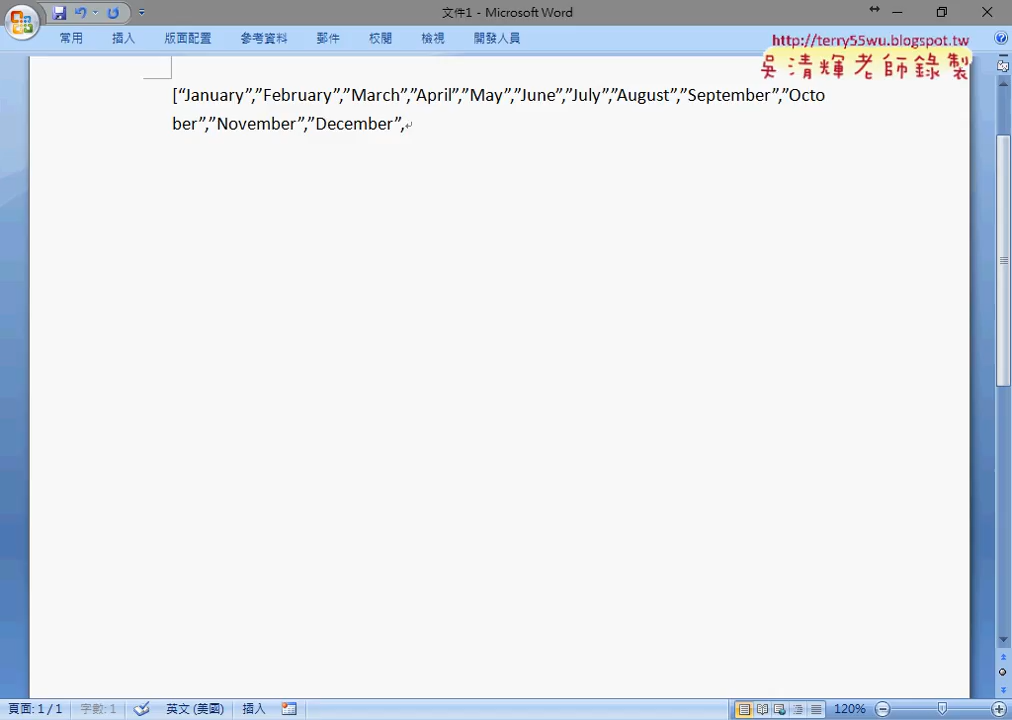 文件1 - Microsoft Word
常用 插入 版面配置 參考資料 郵件 校閱 檢視 開發人員
http://terry55wu.blogspot.tw
吳清輝老師錄製
[“January”,”February”,”March”,”April”,”May”,”June”,”July”,”August”,”September”,”Octo
ber”,”November”,”December”,
頁面: 1 / 1 字數: 1 英文 (美國) 插入 120%